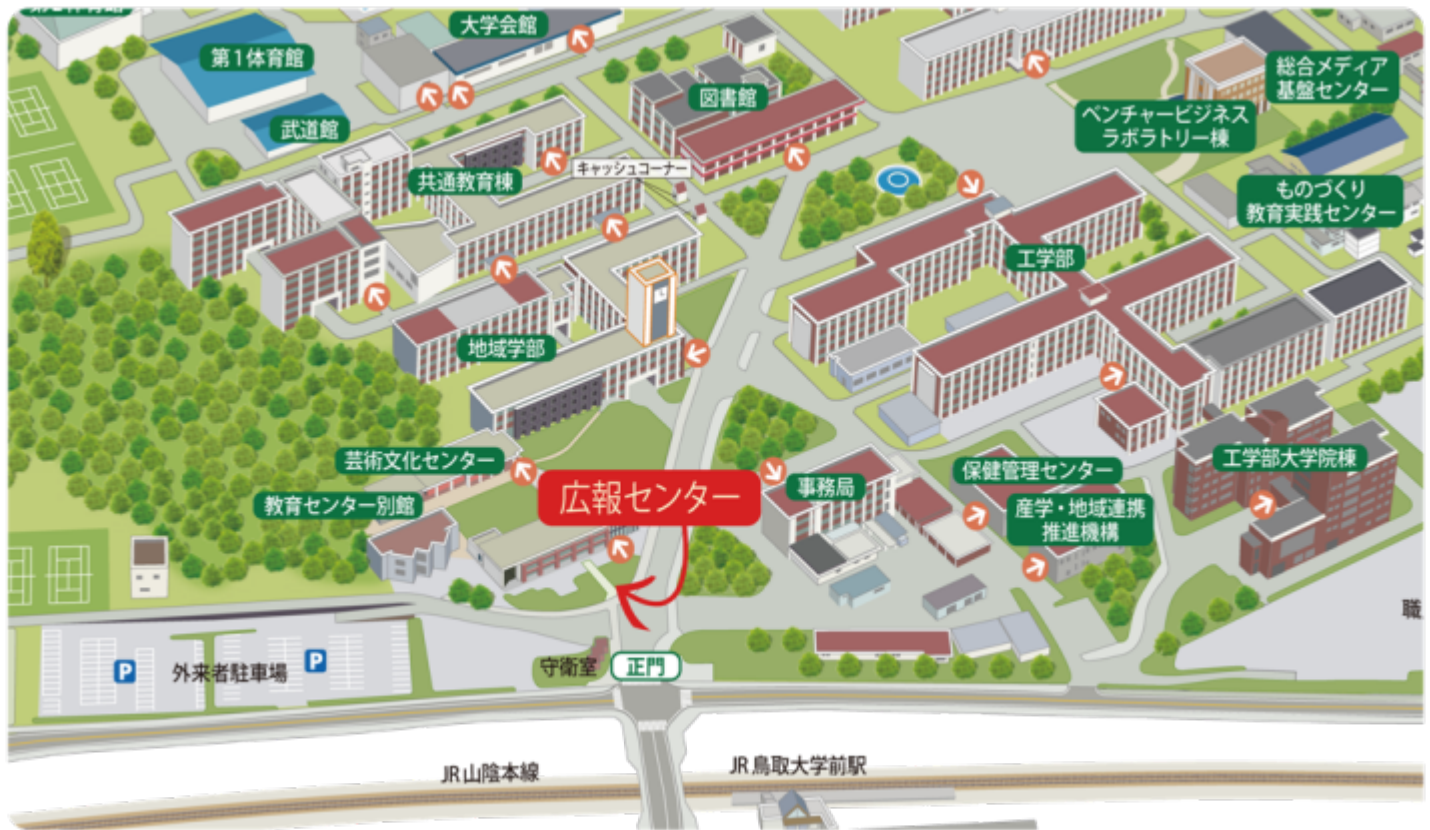 第2体育館
大学会館
第1体育館
総合メディア
基盤センター
図書館
ベンチャービジネス
ラボラトリー棟
武道館
キャッシュコーナー
共通教育棟
ものづくり
教育実践センター
工学部
地域学部
芸術文化センター
保健管理センター
工学部大学院棟
事務局
広報センター
教育センター別館
産学・地域連携
推進機構
職
P
外来者駐車場
P
守衛室
正門
JR山陰本線
JR鳥取大学前駅